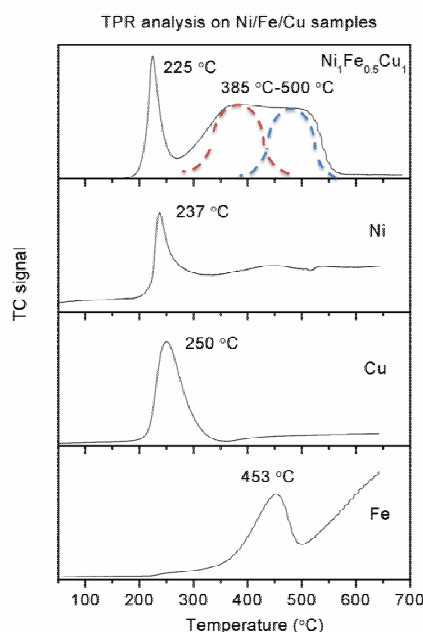 TPR analysis on Ni/Fe/Cu samples
Ni₁Fe₀.₅Cu₁
225 °C
385 °C-500 °C
237 °C
Ni
TC signal
250 °C
Cu
453 °C
Fe
100 200 300 400 500 600 700
Temperature (°C)